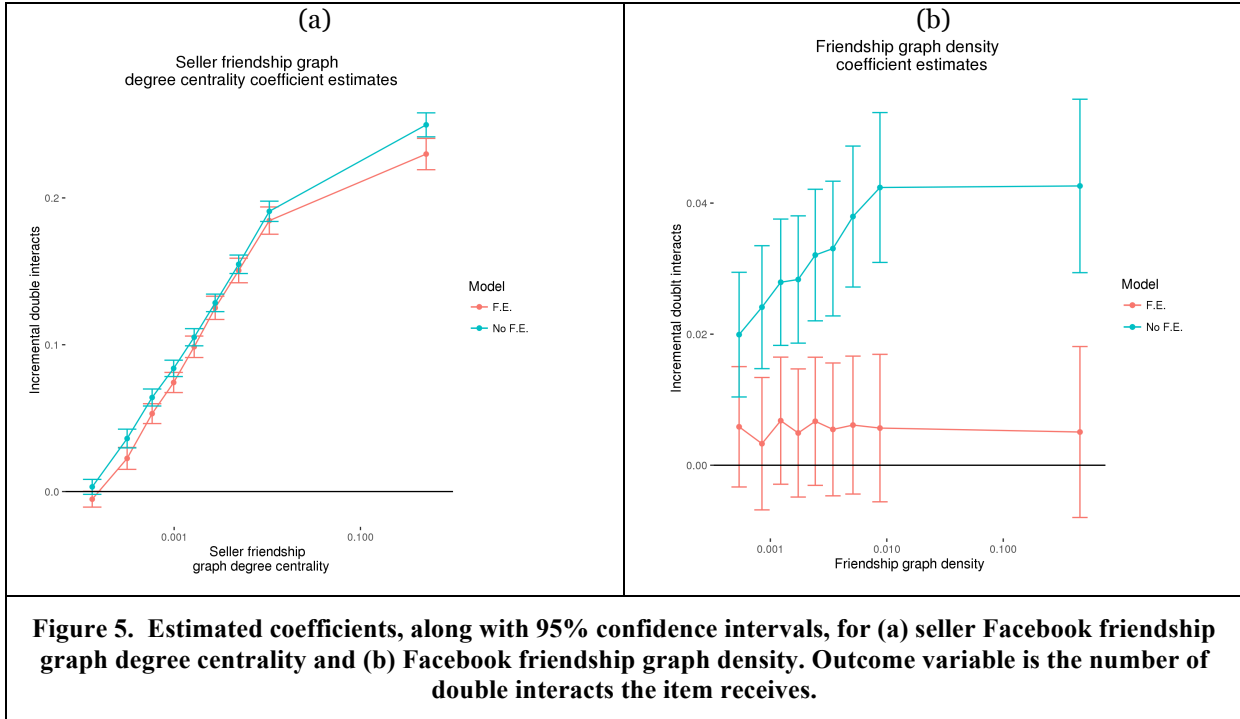 (a)
Seller friendship graph
degree centrality coefficient estimates
Incremental double interacts
0.2
0.1
0.0
0.001
0.100
Seller friendship
graph degree centrality
Model
F.E.
No F.E.
(b)
Friendship graph density
coefficient estimates
Incremental doublt interacts
0.04
0.02
0.00
0.001
0.010
0.100
Friendship graph density
Model
F.E.
No F.E.
Figure 5. Estimated coefficients, along with 95% confidence intervals, for (a) seller Facebook friendship
graph degree centrality and (b) Facebook friendship graph density. Outcome variable is the number of
double interacts the item receives.